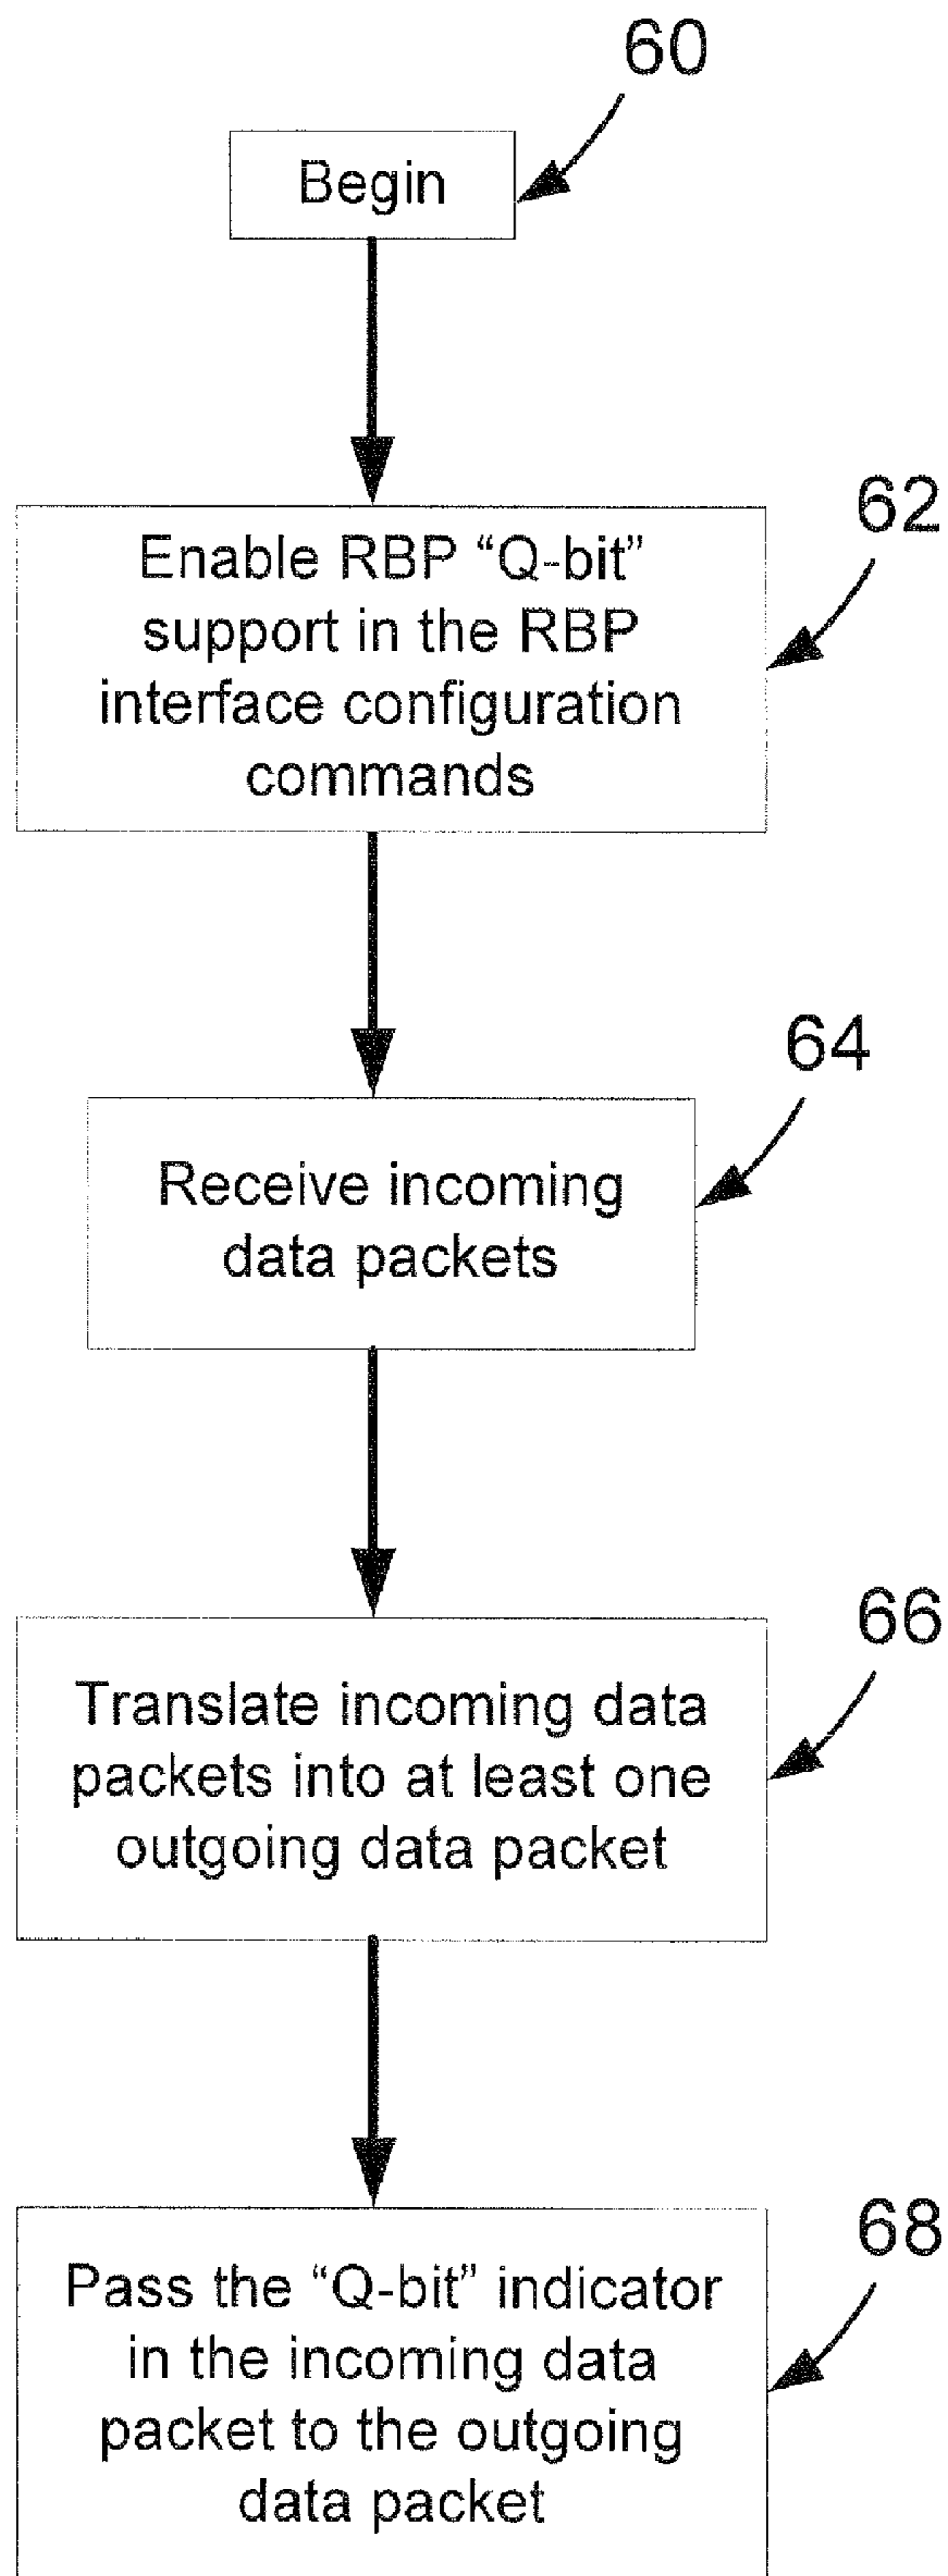 60
Begin
62
Enable RBP “Q-bit”
support in the RBP
interface configuration
commands
64
Receive incoming
data packets
66
Translate incoming data
packets into at least one
outgoing data packet
68
Pass the “Q-bit” indicator
in the incoming data
packet to the outgoing
data packet